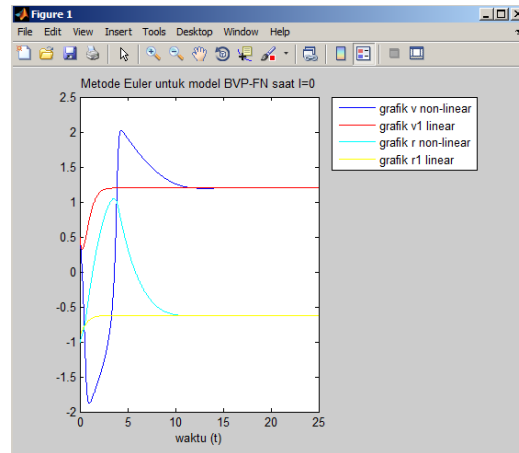 Figure 1
File Edit View Insert Tools Desktop Window Help
Metode Euler untuk model BVP-FN saat I=0
grafik v non-linear
grafik v1 linear
grafik r non-linear
grafik r1 linear
2.5
2
1.5
1
0.5
0
-0.5
-1
-1.5
-2
0 5 10 15 20 25
waktu (t)